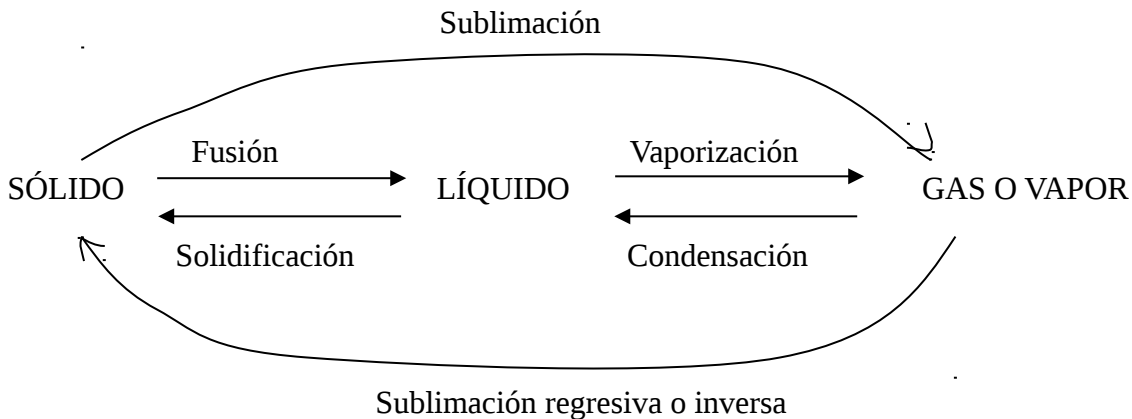 Sublimación
Fusión
Vaporización
SÓLIDO
LÍQUIDO
GAS O VAPOR
Solidificación
Condensación
Sublimación regresiva o inversa